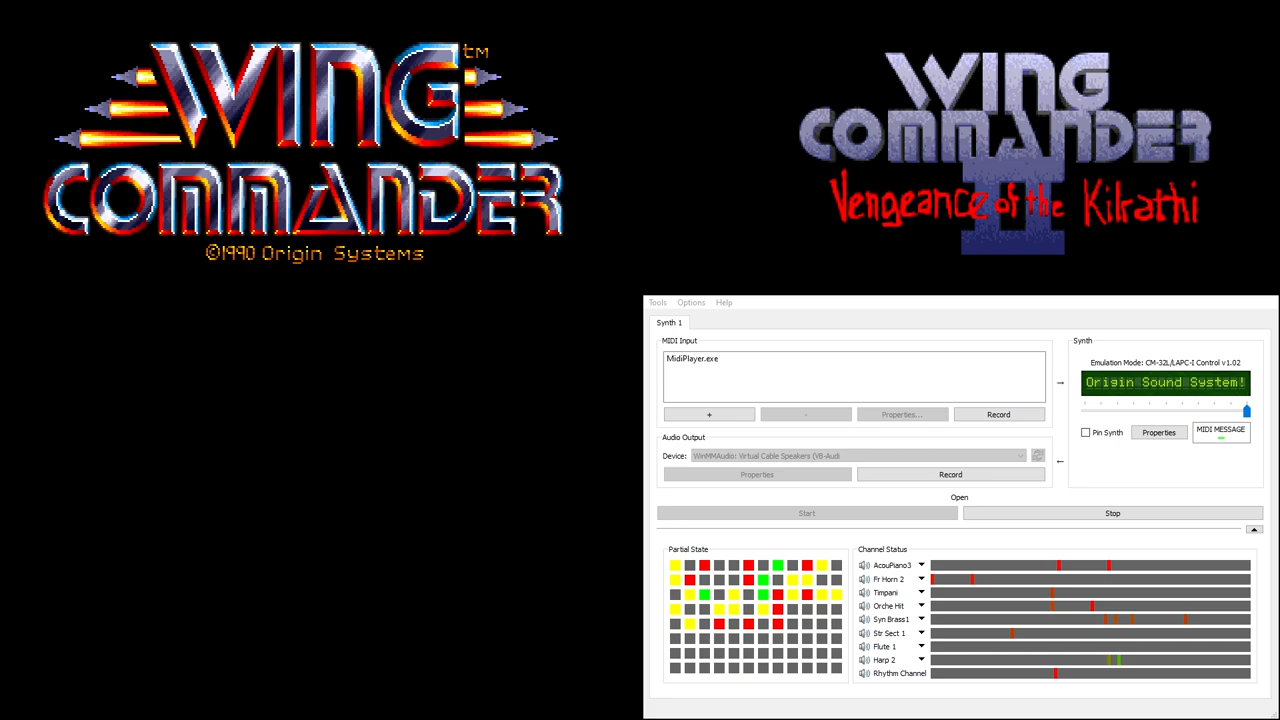 WING
TM
COMMANDER
©1990 Origin Systems
WING
COMMANDER
II
Vengeance of the Kilrathi
Tools Options Help
Synth 1
MIDI Input
MidiPlayer.exe
+ - Properties... Record
Audio Output
Device: WinMMAudio: Virtual Cable Speakers (VB-Audi
Properties Record
Synth
Emulation Mode: CM-32L/LAPC-I Control v1.02
Origin Sound System!
Pin Synth Properties MIDI MESSAGE
Open
Start Stop
Partial State
Channel Status
AcouPiano3
Fr Horn 2
Timpani
Orche Hit
Syn Brass1
Str Sect 1
Flute 1
Harp 2
Rhythm Channel